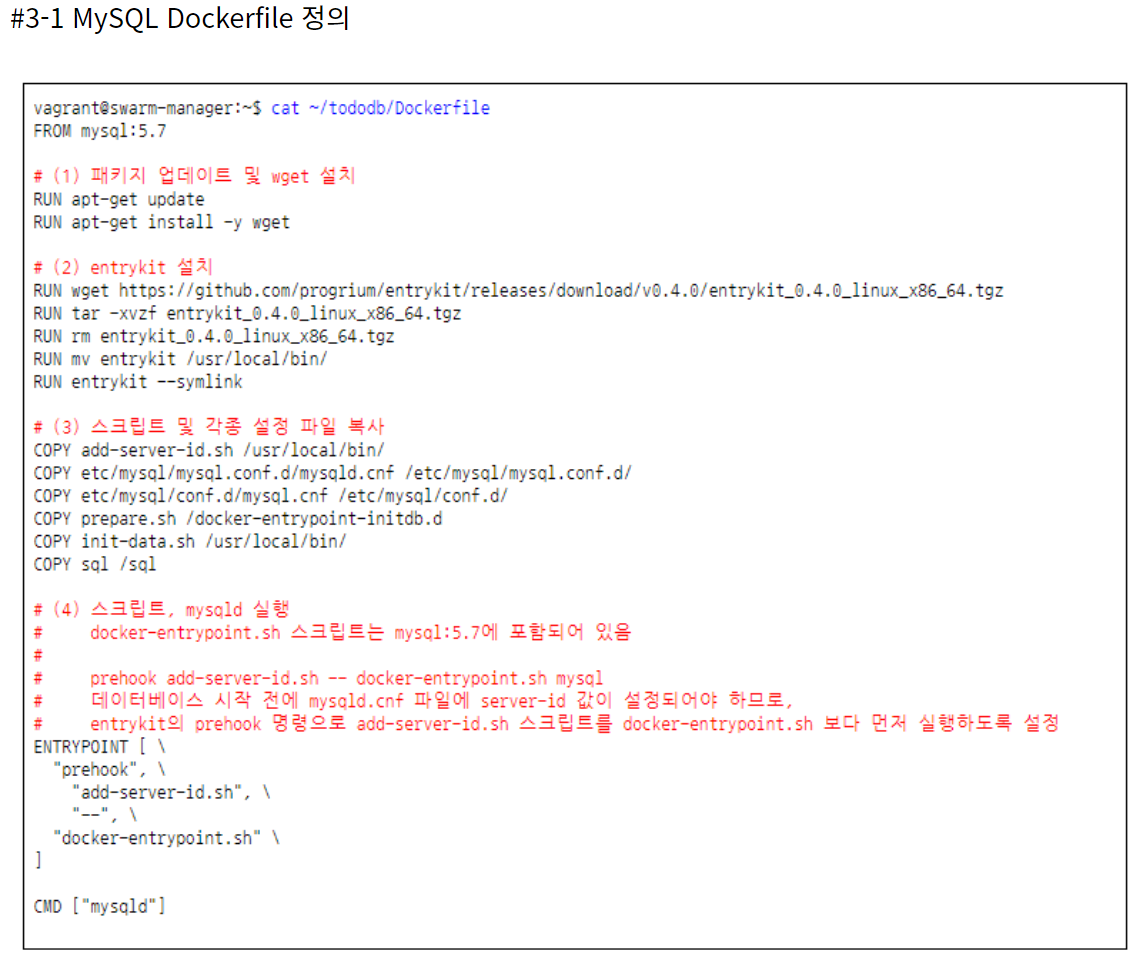 #3-1 MySQL Dockerfile 정의
vagrant@swarm-manager:~$ cat ~/tododb/Dockerfile
FROM mysql:5.7
# (1) 패키지 업데이트 및 wget 설치
RUN apt-get update
RUN apt-get install -y wget
# (2) entrykit 설치
RUN wget https://github.com/progrium/entrykit/releases/download/v0.4.0/entrykit_0.4.0_linux_x86_64.tgz
RUN tar -xvzf entrykit_0.4.0_linux_x86_64.tgz
RUN rm entrykit_0.4.0_linux_x86_64.tgz
RUN mv entrykit /usr/local/bin/
RUN entrykit --symlink
# (3) 스크립트 및 각종 설정 파일 복사
COPY add-server-id.sh /usr/local/bin/
COPY etc/mysql/mysql.conf.d/mysqld.cnf /etc/mysql/mysql.conf.d/
COPY etc/mysql/conf.d/mysql.cnf /etc/mysql/conf.d/
COPY prepare.sh /docker-entrypoint-initdb.d
COPY init-data.sh /usr/local/bin/
COPY sql /sql
# (4) 스크립트, mysqld 실행
#     docker-entrypoint.sh 스크립트는 mysql:5.7에 포함되어 있음
#
#     prehook add-server-id.sh -- docker-entrypoint.sh mysql
#     데이터베이스 시작 전에 mysqld.cnf 파일에 server-id 값이 설정되어야 하므로,
#     entrykit의 prehook 명령으로 add-server-id.sh 스크립트를 docker-entrypoint.sh 보다 먼저 실행하도록 설정
ENTRYPOINT [ \
  "prehook", \
    "add-server-id.sh", \
    "--", \
  "docker-entrypoint.sh" \
]
CMD ["mysqld"]